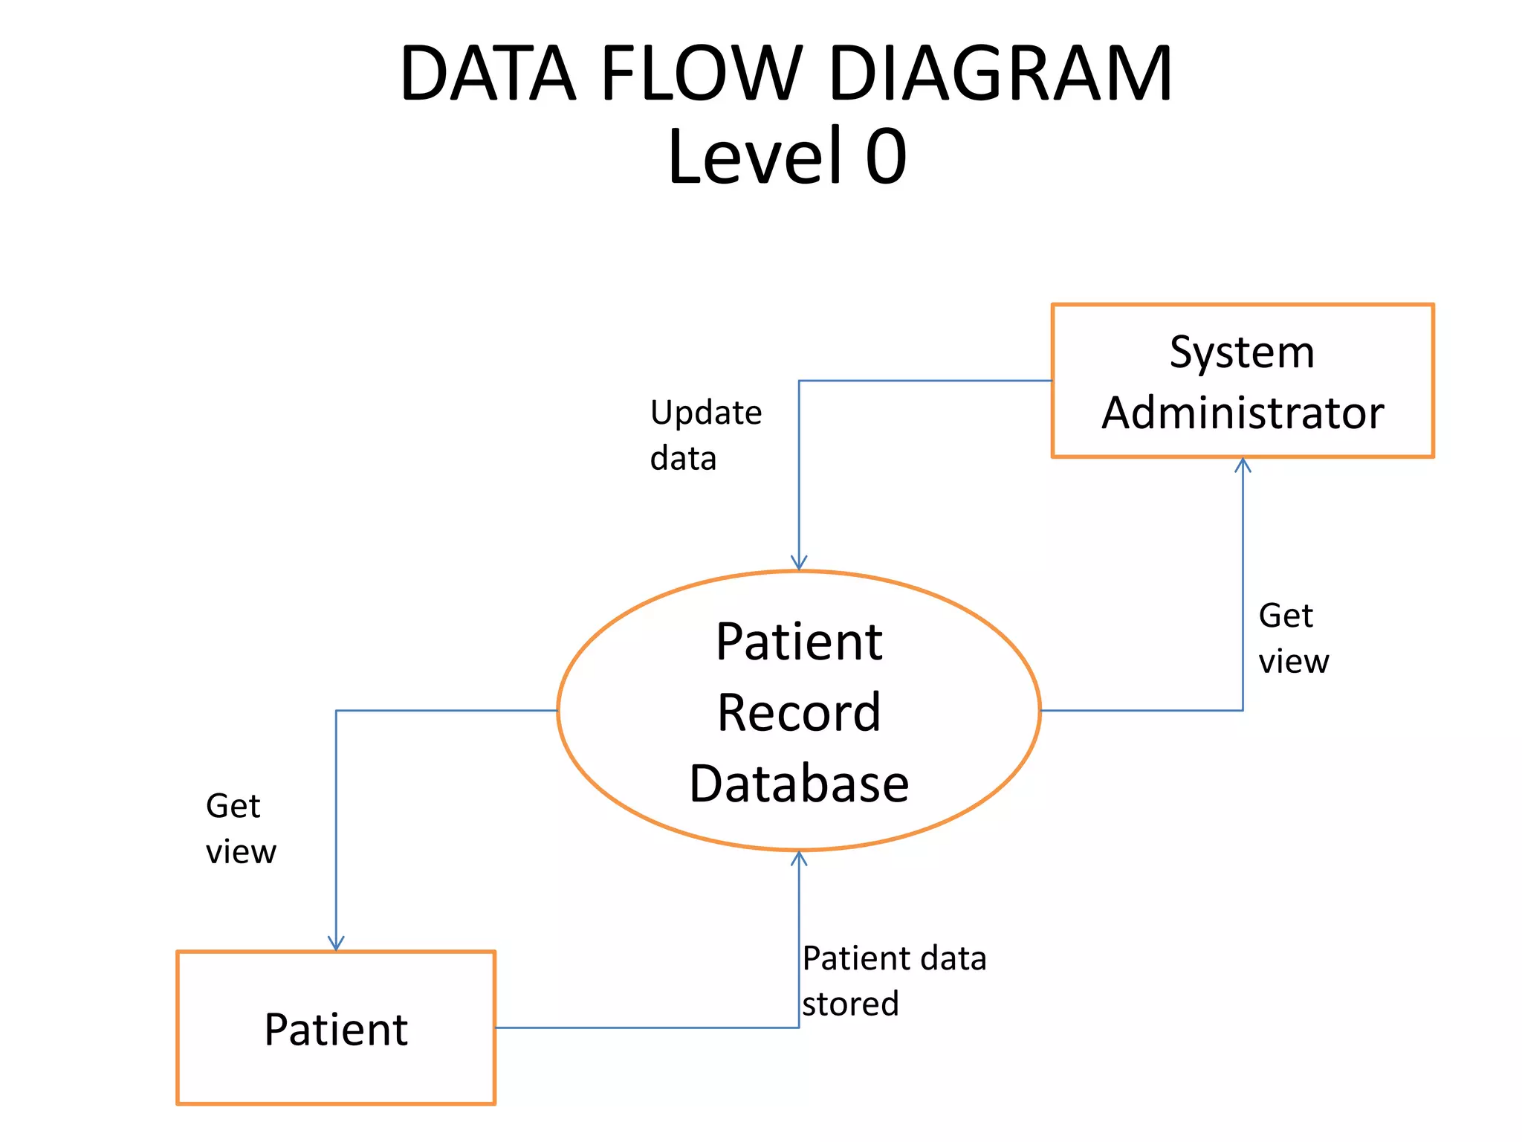 DATA FLOW DIAGRAM
Level 0
System
Administrator
Update
data
Get
view
Patient
Record
Database
Get
view
Patient data
stored
Patient